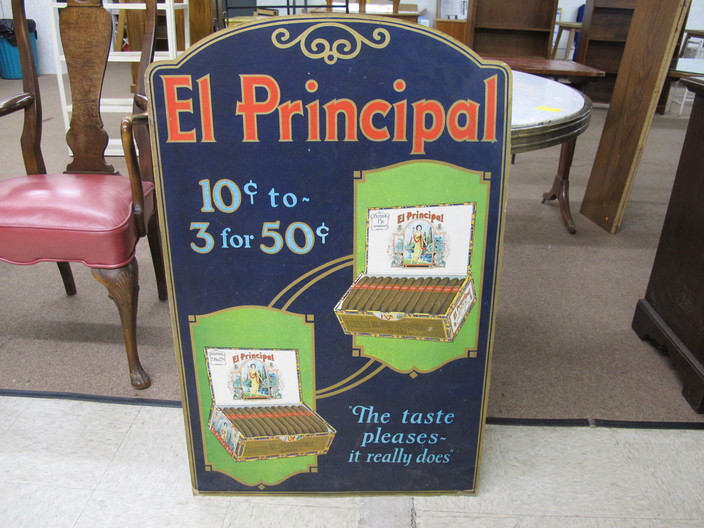 El Principal
10¢ to-
3 for 50¢
El Principal
El Principal
"The taste
pleases-
it really does"